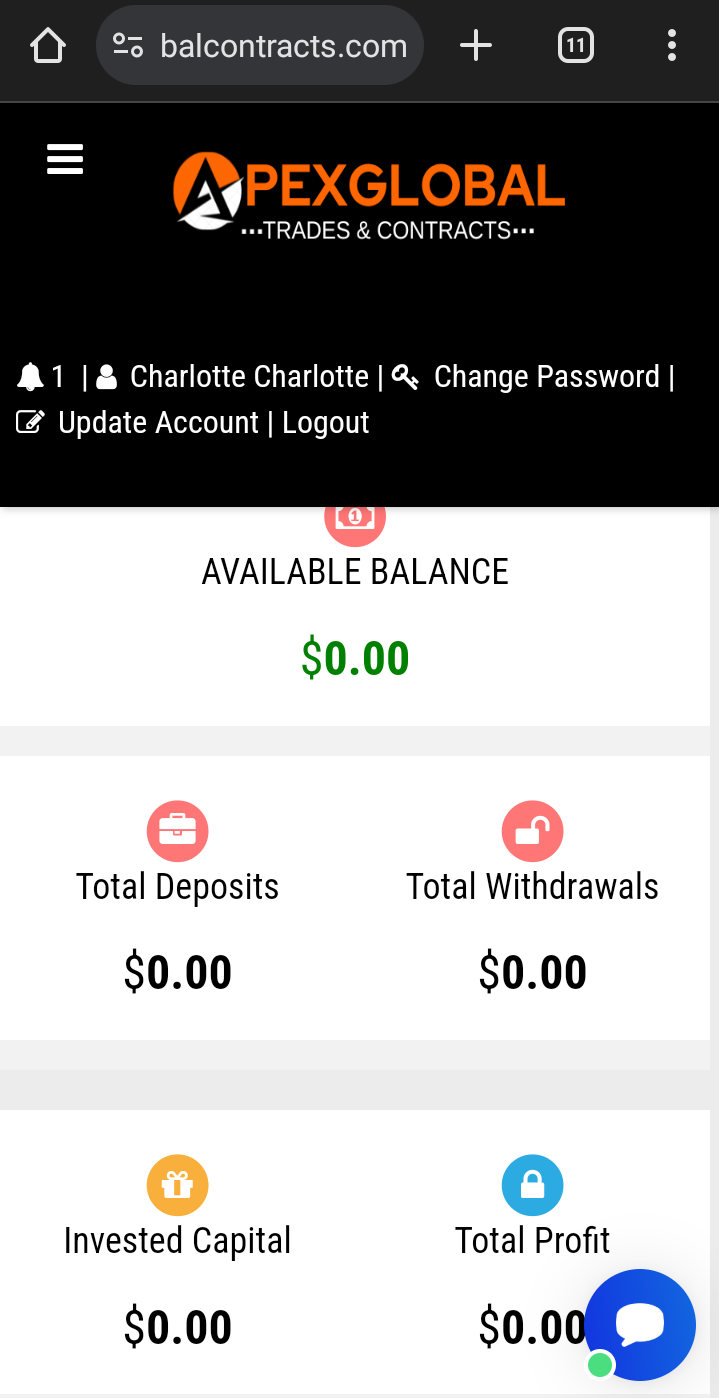 balcontracts.com
11
APEXGLOBAL
...TRADES & CONTRACTS...
1 | Charlotte Charlotte | Change Password |
Update Account | Logout
1
AVAILABLE BALANCE
$0.00
Total Deposits Total Withdrawals
$0.00 $0.00
Invested Capital Total Profit
$0.00 $0.00